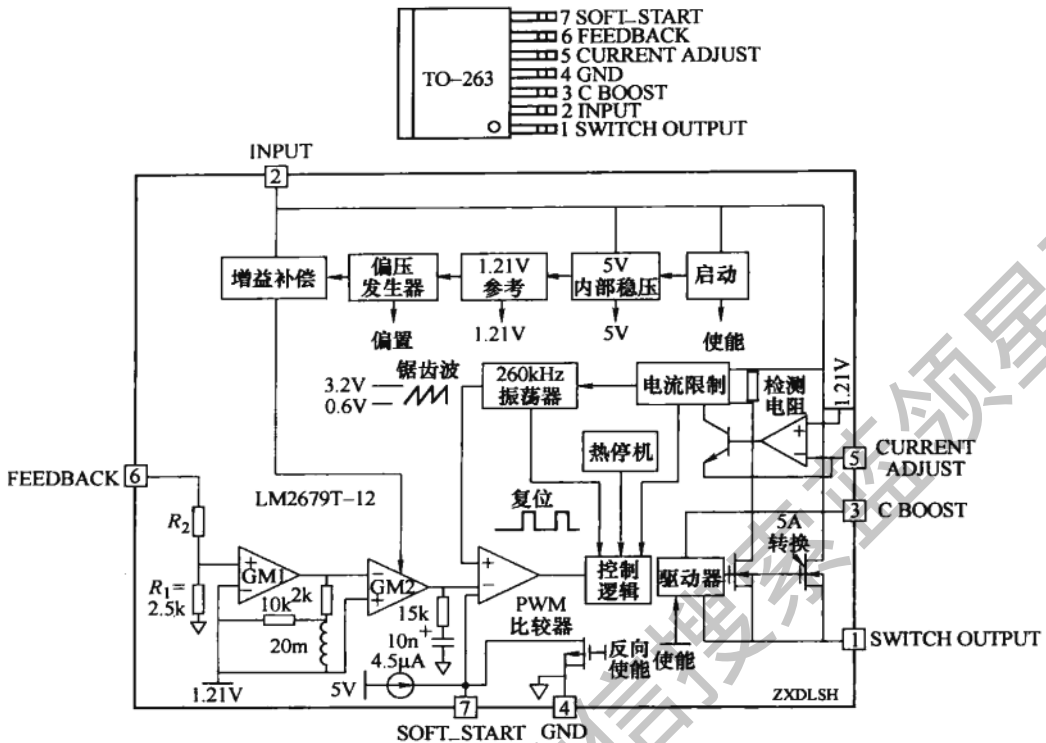 7 SOFT_START
6 FEEDBACK
5 CURRENT ADJUST
4 GND
3 C BOOST
2 INPUT
1 SWITCH OUTPUT
TO-263
INPUT
2
增益补偿
偏压
发生器
1.21V
参考
5V
内部稳压
启动
偏置
1.21V
5V
使能
锯齿波
3.2V
0.6V
260kHz
振荡器
电流限制
检测
电阻
1.21V
热停机
+
-
5
CURRENT
ADJUST
FEEDBACK
6
LM2679T-12
复位
3
C BOOST
5A
转换
R2
R1=
2.5k
+
-
GM1
2k
10k
20m
GM2
+
15k
10n
+
+
-
PWM
比较器
控制
逻辑
驱动器
1
SWITCH OUTPUT
4.5μA
5V
1.21V
反向
使能
使能
7
SOFT_START
4
GND
ZXDLSH
信搜索蓝领星